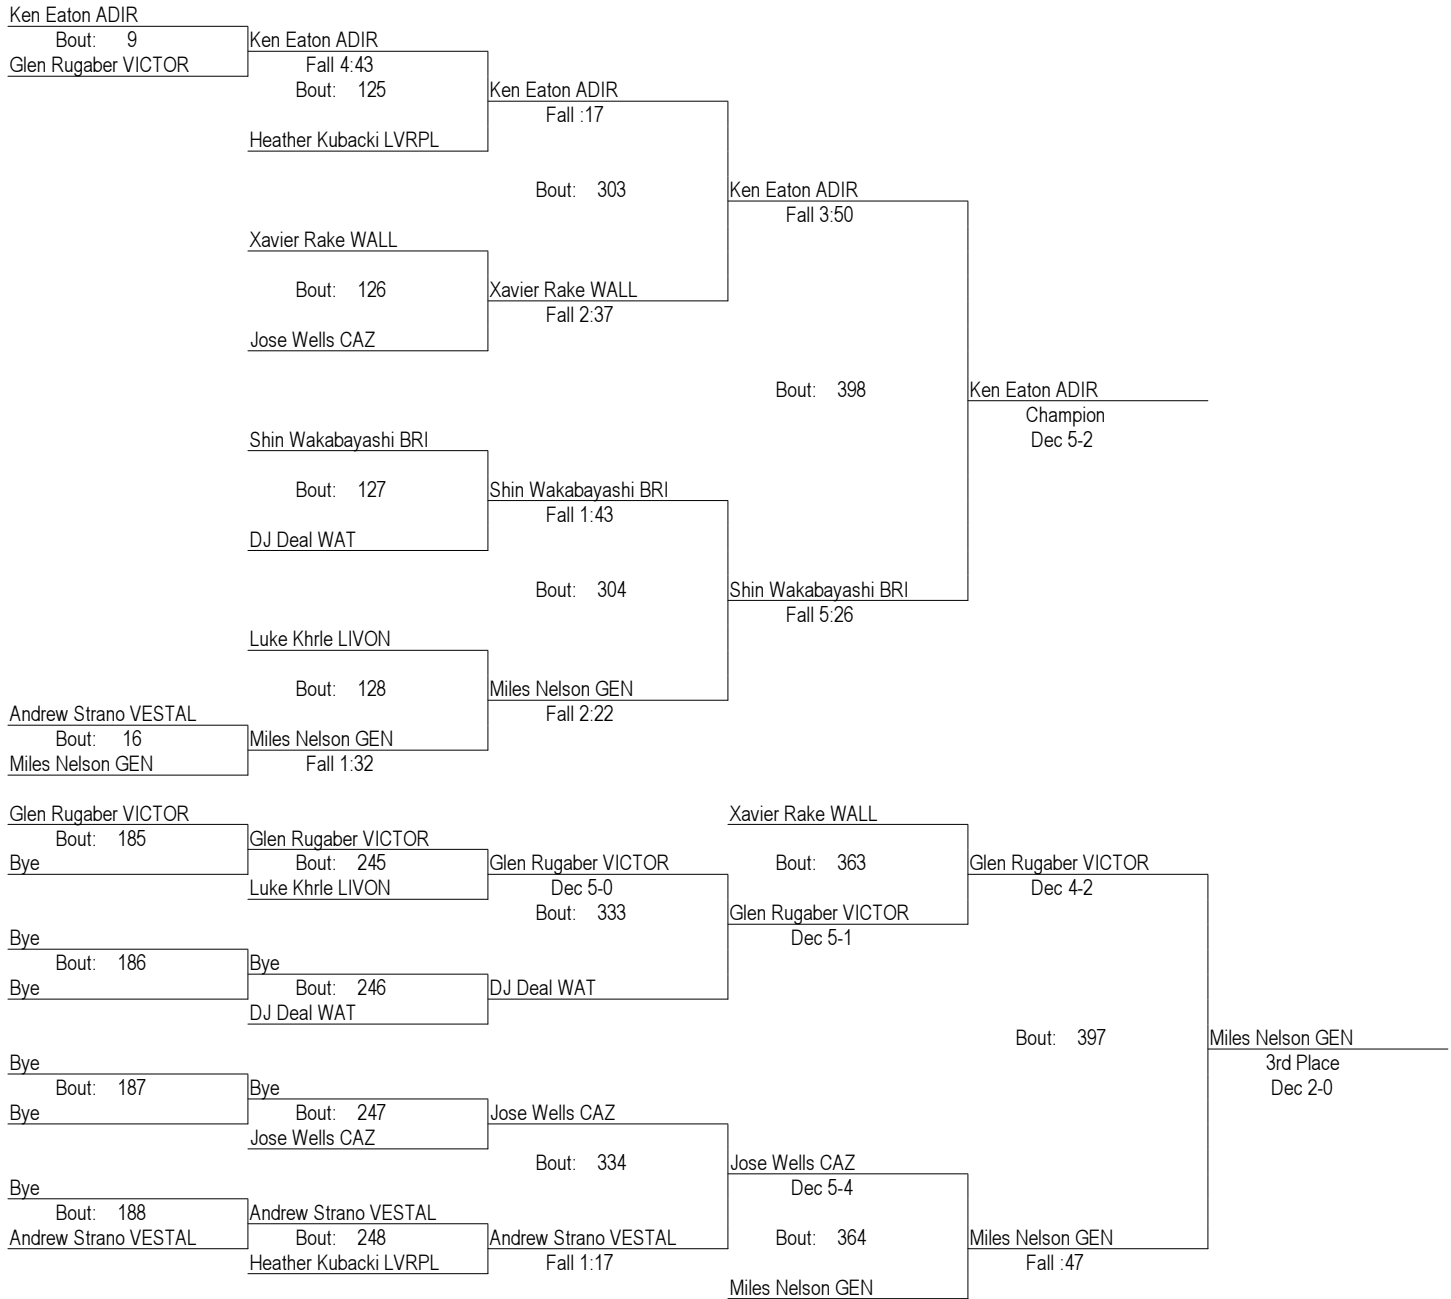 Ken Eaton ADIR
Bout: 9
Glen Rugaber VICTOR
Ken Eaton ADIR
Fall 4:43
Bout: 125
Heather Kubacki LVRPL
Ken Eaton ADIR
Fall :17
Bout: 303
Xavier Rake WALL
Bout: 126
Jose Wells CAZ
Xavier Rake WALL
Fall 2:37
Ken Eaton ADIR
Fall 3:50
Bout: 398
Ken Eaton ADIR
Champion
Dec 5-2
Shin Wakabayashi BRI
Bout: 127
DJ Deal WAT
Shin Wakabayashi BRI
Fall 1:43
Bout: 304
Shin Wakabayashi BRI
Fall 5:26
Luke Khrle LIVON
Bout: 128
Miles Nelson GEN
Fall 2:22
Andrew Strano VESTAL
Bout: 16
Miles Nelson GEN
Miles Nelson GEN
Fall 1:32
Glen Rugaber VICTOR
Bout: 185
Bye
Glen Rugaber VICTOR
Bout: 245
Luke Khrle LIVON
Glen Rugaber VICTOR
Dec 5-0
Bout: 333
Xavier Rake WALL
Bout: 363
Glen Rugaber VICTOR
Dec 5-1
Glen Rugaber VICTOR
Dec 4-2
Bye
Bout: 186
Bye
Bye
Bout: 246
DJ Deal WAT
DJ Deal WAT
Bout: 397
Miles Nelson GEN
3rd Place
Dec 2-0
Bye
Bout: 187
Bye
Bye
Bout: 247
Jose Wells CAZ
Jose Wells CAZ
Bout: 334
Jose Wells CAZ
Dec 5-4
Bye
Bout: 188
Andrew Strano VESTAL
Andrew Strano VESTAL
Bout: 248
Heather Kubacki LVRPL
Andrew Strano VESTAL
Fall 1:17
Bout: 364
Miles Nelson GEN
Miles Nelson GEN
Fall :47